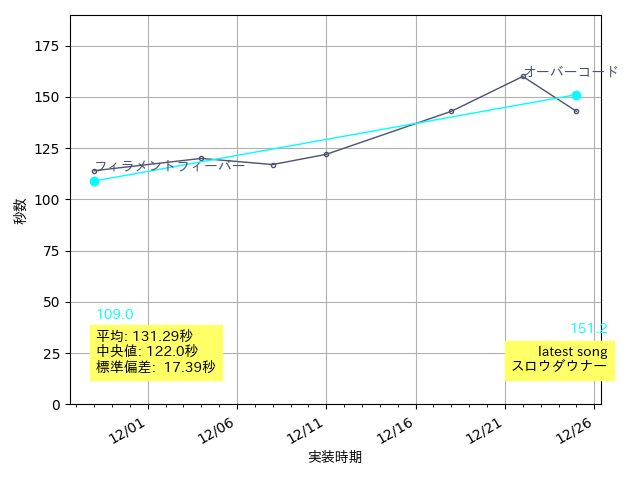 175
150
125
100
75
50
25
0
秒数
オーバーコード
フィラメントフィーバー
109.0
151.2
平均: 131.29秒
中央値: 122.0秒
標準偏差: 17.39秒
latest song
スロウダウナー
12/01
12/06
12/11
12/16
12/21
12/26
実装時期